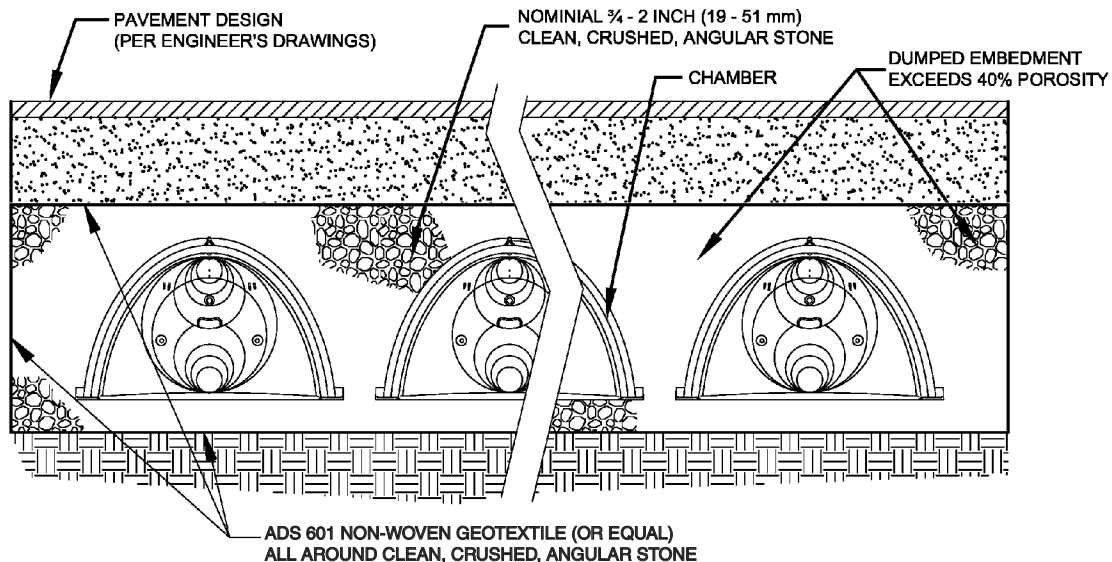 PAVEMENT DESIGN
(PER ENGINEER'S DRAWINGS)
NOMINIAL ¾ - 2 INCH (19 - 51 mm)
CLEAN, CRUSHED, ANGULAR STONE
CHAMBER
DUMPED EMBEDMENT
EXCEEDS 40% POROSITY
ADS 601 NON-WOVEN GEOTEXTILE (OR EQUAL)
ALL AROUND CLEAN, CRUSHED, ANGULAR STONE